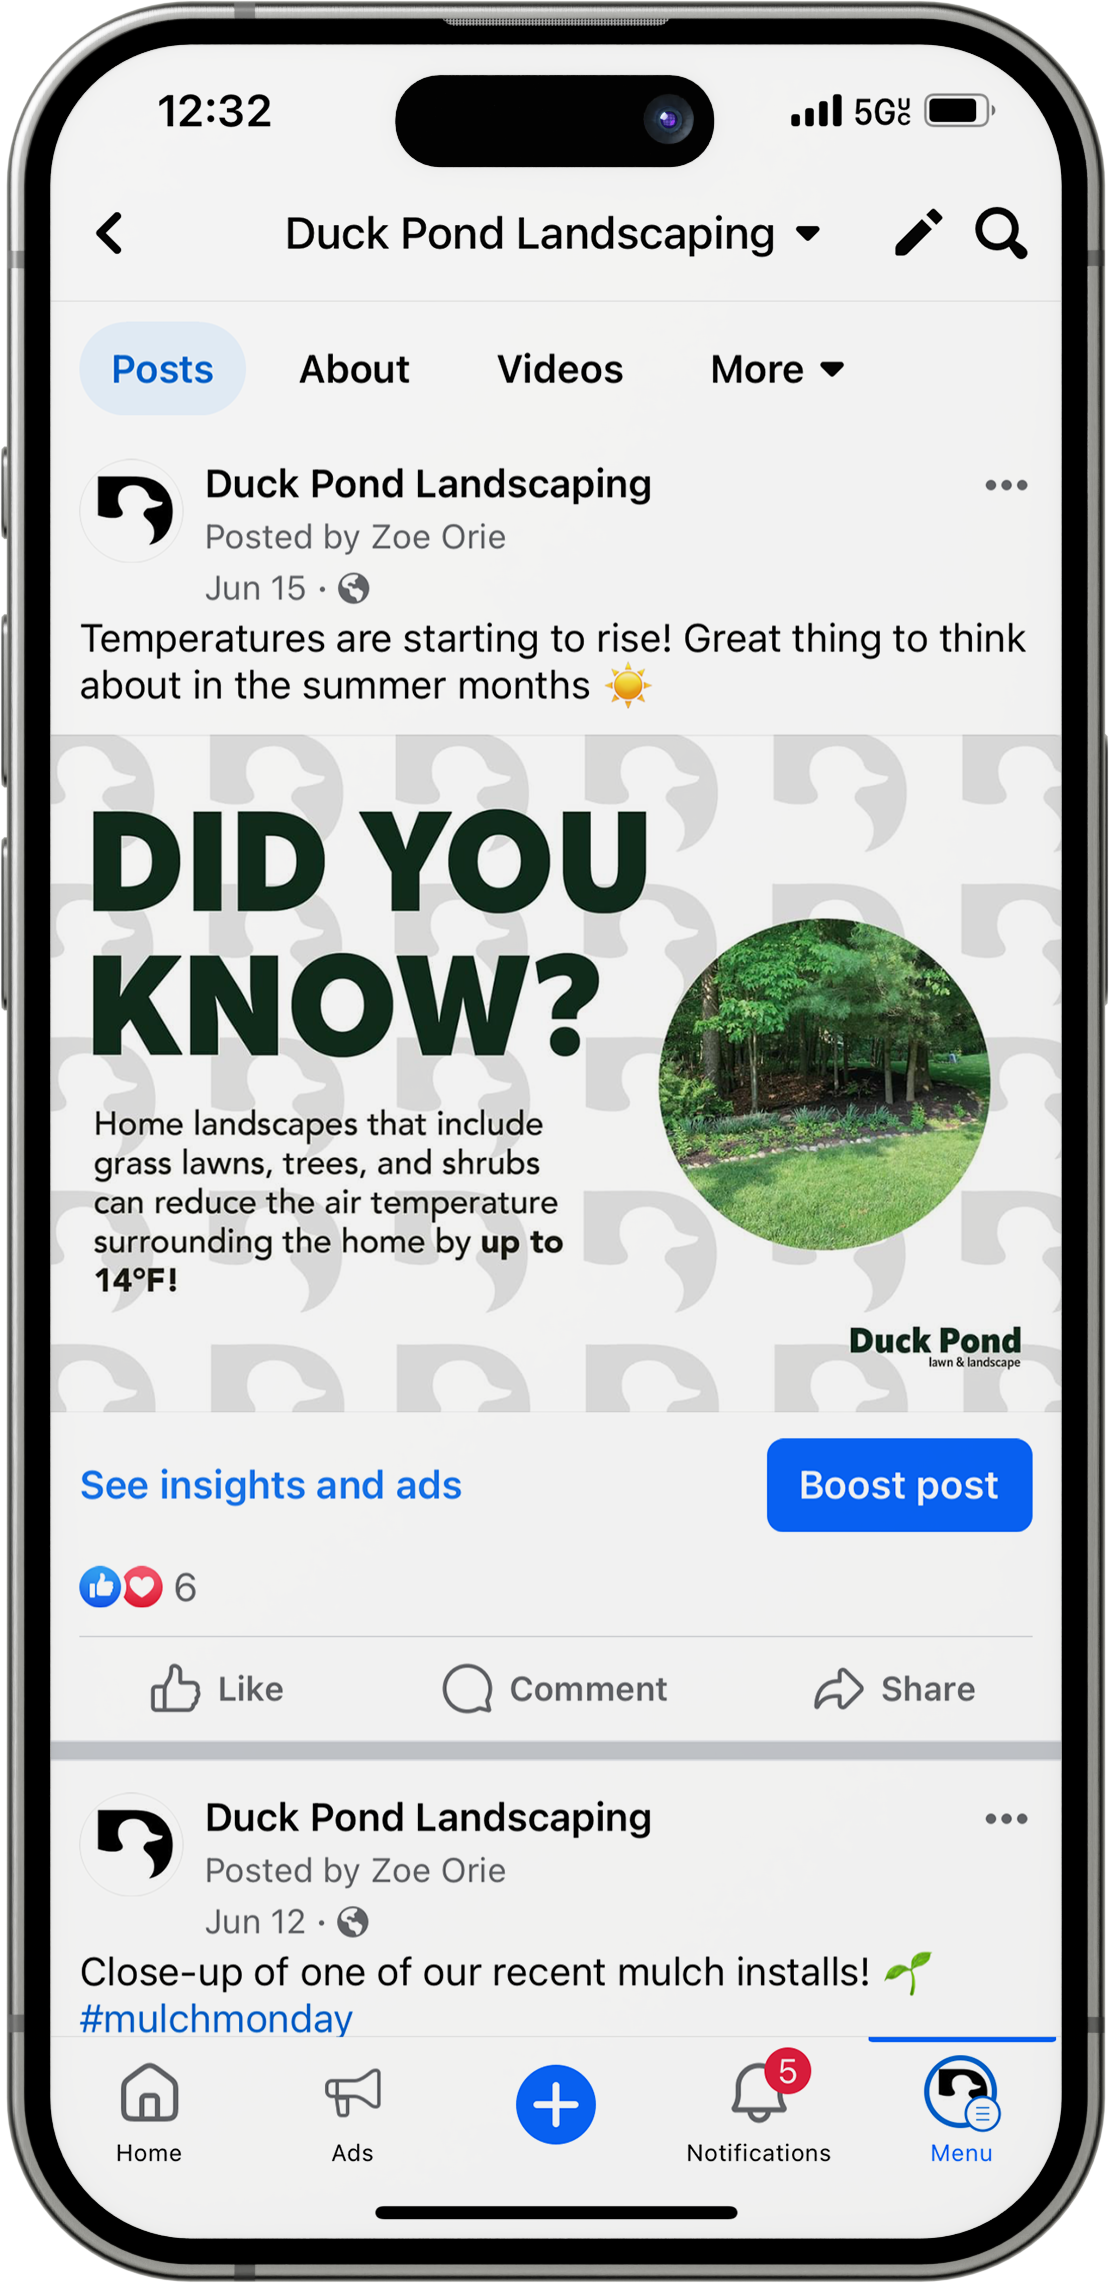 12:32
5GUC
Duck Pond Landscaping
Posts About Videos More
Duck Pond Landscaping
Posted by Zoe Orie
Jun 15 ·
Temperatures are starting to rise! Great thing to think
about in the summer months ☀️
DID YOU
KNOW?
Home landscapes that include
grass lawns, trees, and shrubs
can reduce the air temperature
surrounding the home by up to
14°F!
Duck Pond
lawn & landscape
See insights and ads Boost post
6
Like Comment Share
Duck Pond Landscaping
Posted by Zoe Orie
Jun 12 ·
Close-up of one of our recent mulch installs! 🌱
#mulchmonday
5
Home Ads Notifications Menu